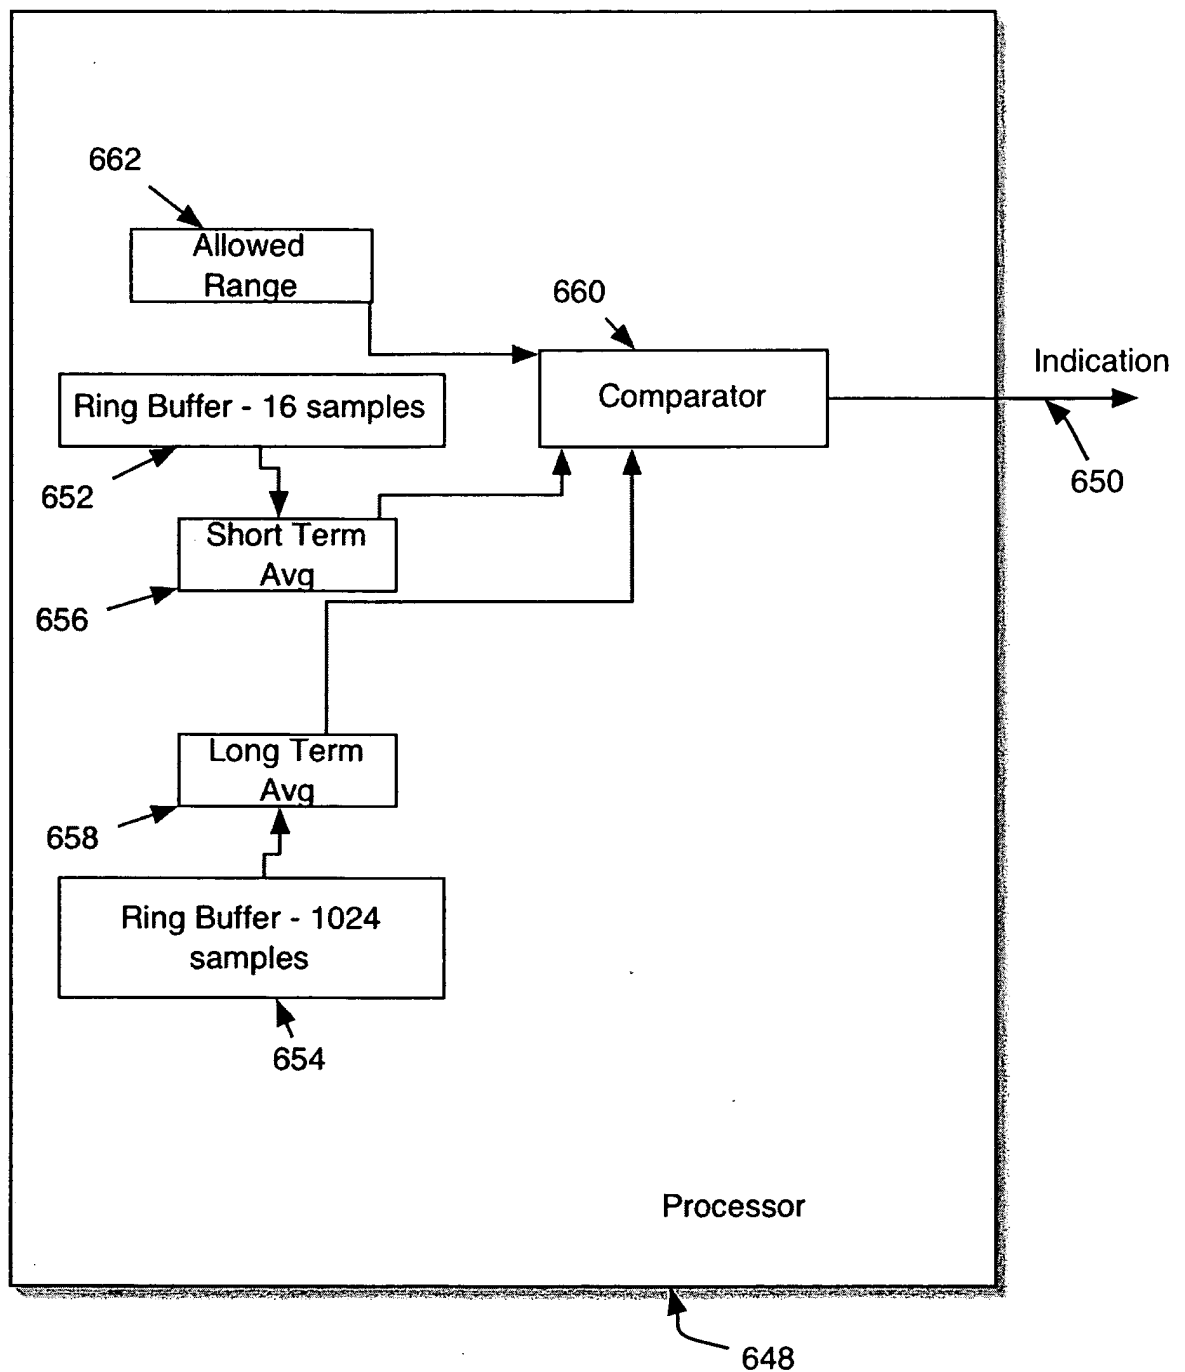 662
Allowed
Range
660
Indication
Comparator
Ring Buffer - 16 samples
652
650
Short Term
Avg
656
Long Term
Avg
658
Ring Buffer - 1024
samples
654
Processor
648